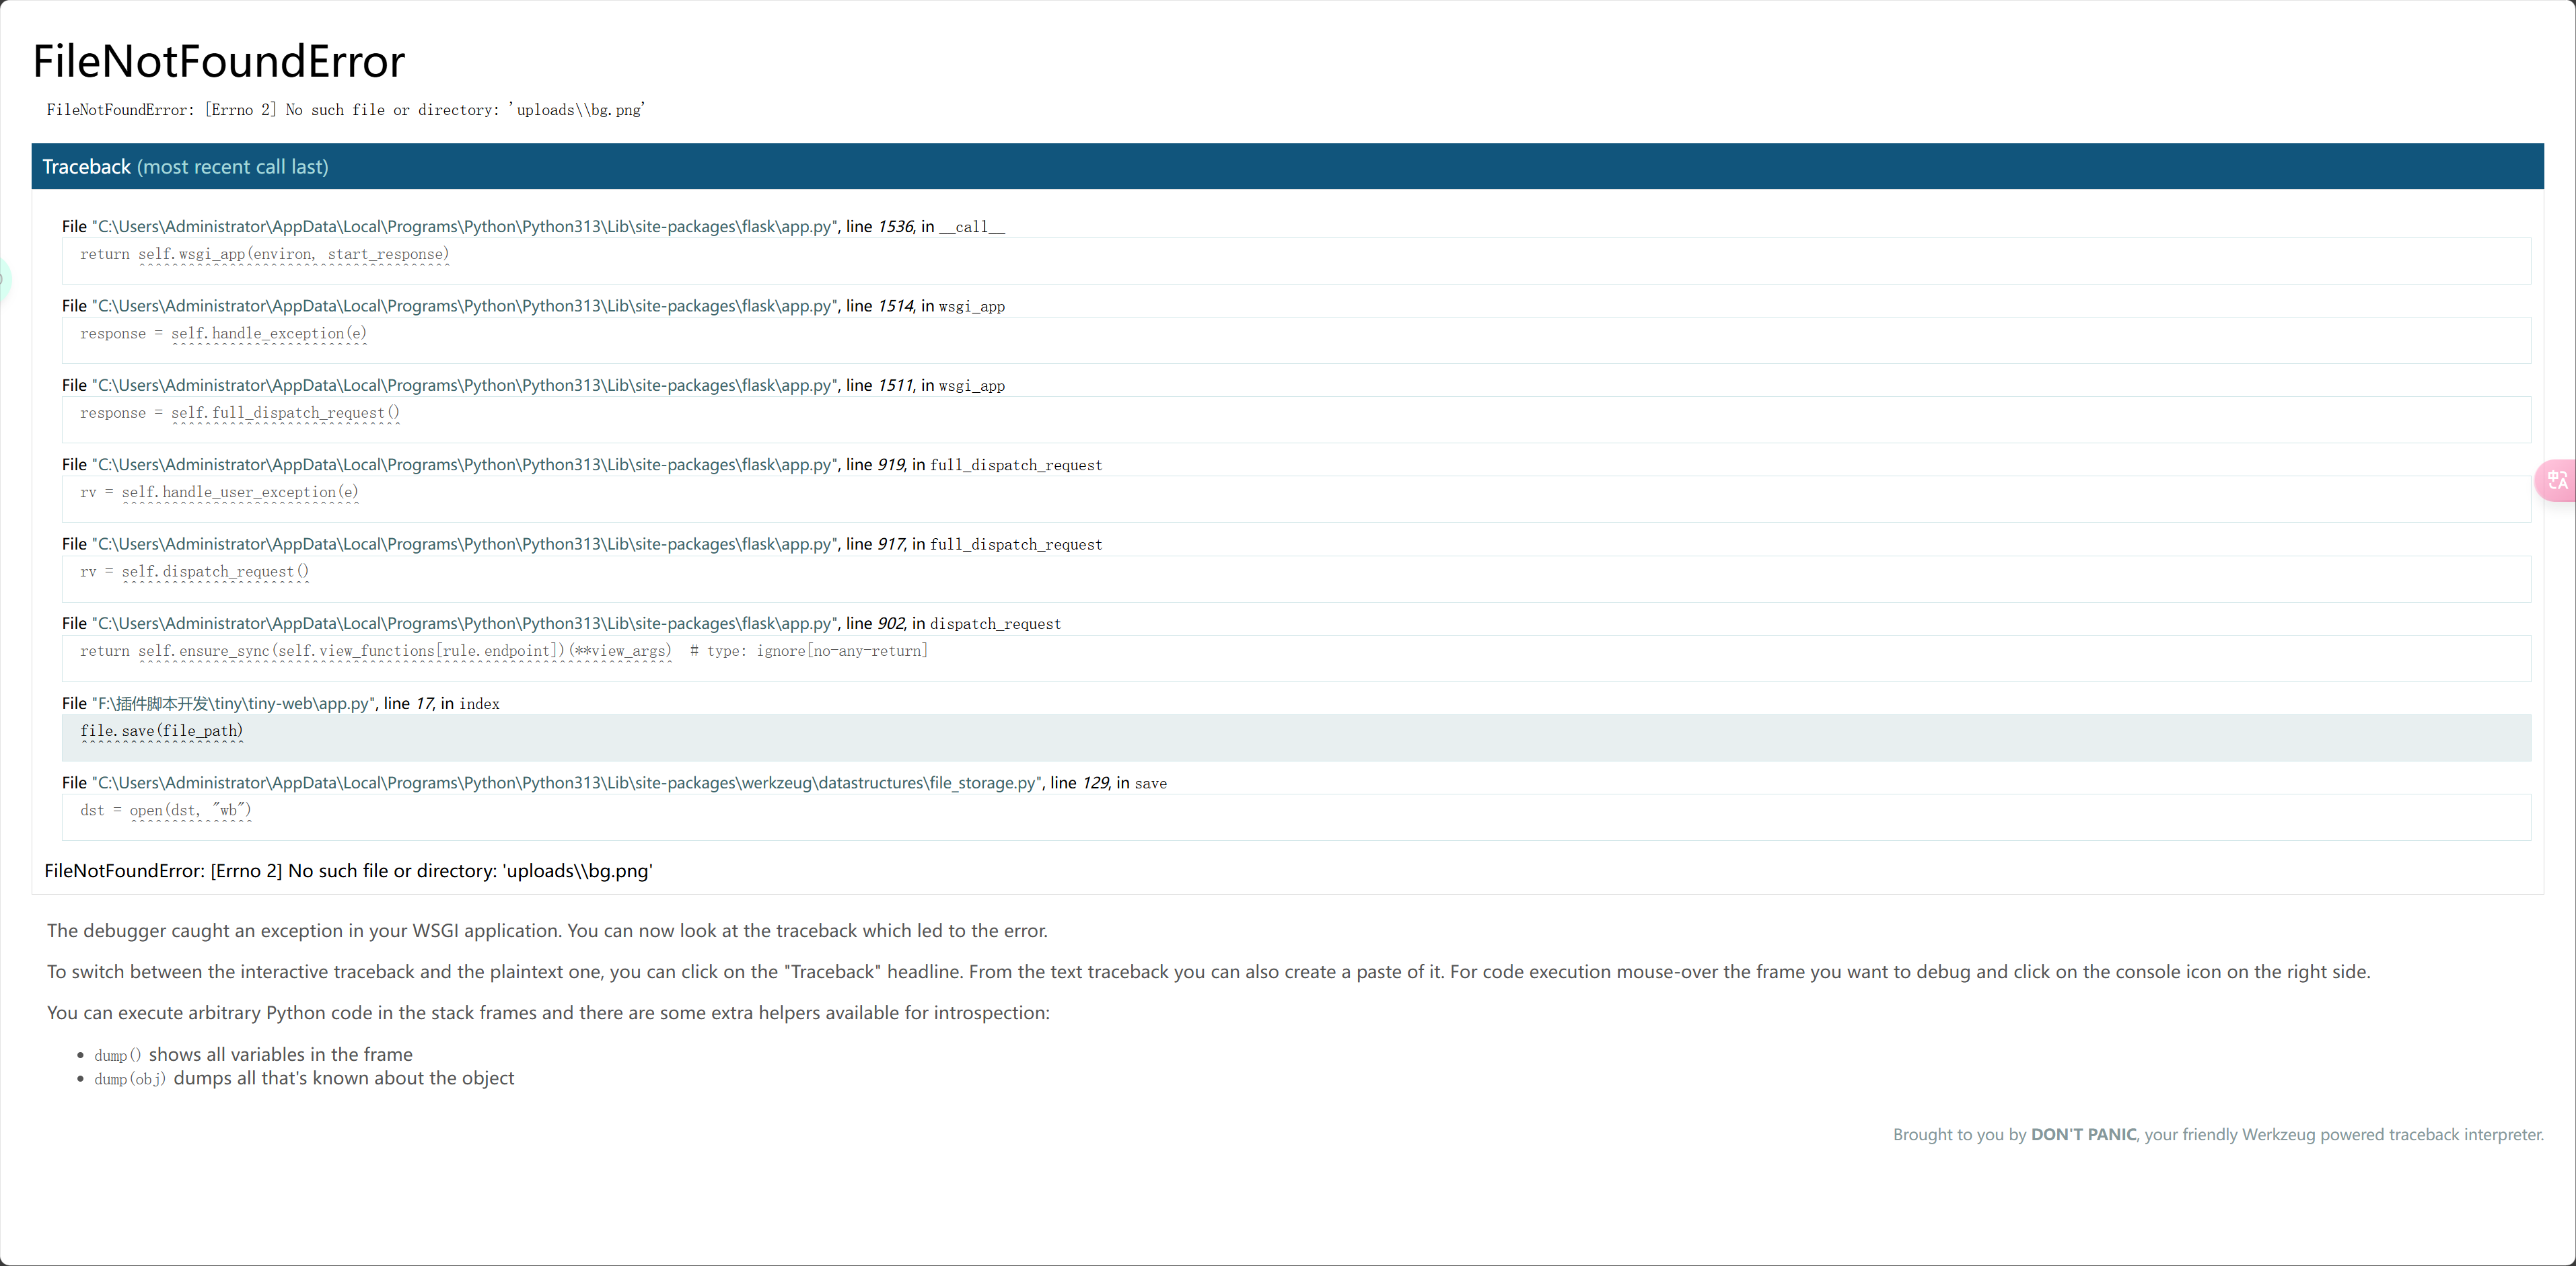 FileNotFoundError
FileNotFoundError: [Errno 2] No such file or directory: 'uploads\\bg.png'
Traceback (most recent call last)
File "C:\Users\Administrator\AppData\Local\Programs\Python\Python313\Lib\site-packages\flask\app.py", line 1536, in __call__
return self.wsgi_app(environ, start_response)
File "C:\Users\Administrator\AppData\Local\Programs\Python\Python313\Lib\site-packages\flask\app.py", line 1514, in wsgi_app
response = self.handle_exception(e)
File "C:\Users\Administrator\AppData\Local\Programs\Python\Python313\Lib\site-packages\flask\app.py", line 1511, in wsgi_app
response = self.full_dispatch_request()
File "C:\Users\Administrator\AppData\Local\Programs\Python\Python313\Lib\site-packages\flask\app.py", line 919, in full_dispatch_request
rv = self.handle_user_exception(e)
File "C:\Users\Administrator\AppData\Local\Programs\Python\Python313\Lib\site-packages\flask\app.py", line 917, in full_dispatch_request
rv = self.dispatch_request()
File "C:\Users\Administrator\AppData\Local\Programs\Python\Python313\Lib\site-packages\flask\app.py", line 902, in dispatch_request
return self.ensure_sync(self.view_functions[rule.endpoint])(**view_args)  # type: ignore[no-any-return]
File "F:\插件脚本开发\tiny\tiny-web\app.py", line 17, in index
file.save(file_path)
File "C:\Users\Administrator\AppData\Local\Programs\Python\Python313\Lib\site-packages\werkzeug\datastructures\file_storage.py", line 129, in save
dst = open(dst, "wb")
FileNotFoundError: [Errno 2] No such file or directory: 'uploads\\bg.png'
The debugger caught an exception in your WSGI application. You can now look at the traceback which led to the error.
To switch between the interactive traceback and the plaintext one, you can click on the "Traceback" headline. From the text traceback you can also create a paste of it. For code execution mouse-over the frame you want to debug and click on the console icon on the right side.
You can execute arbitrary Python code in the stack frames and there are some extra helpers available for introspection:
• dump() shows all variables in the frame
• dump(obj) dumps all that's known about the object
Brought to you by DON'T PANIC, your friendly Werkzeug powered traceback interpreter.